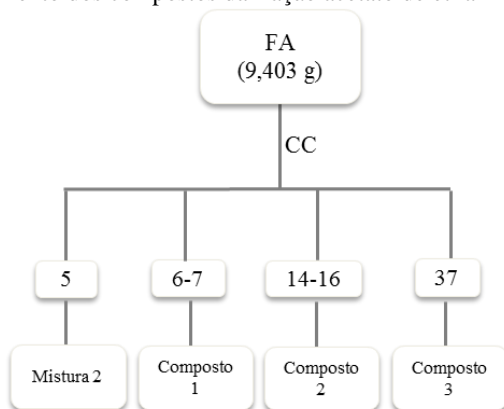 FA
(9,403 g)
CC
5
6-7
14-16
37
Mistura 2
Composto
1
Composto
2
Composto
3